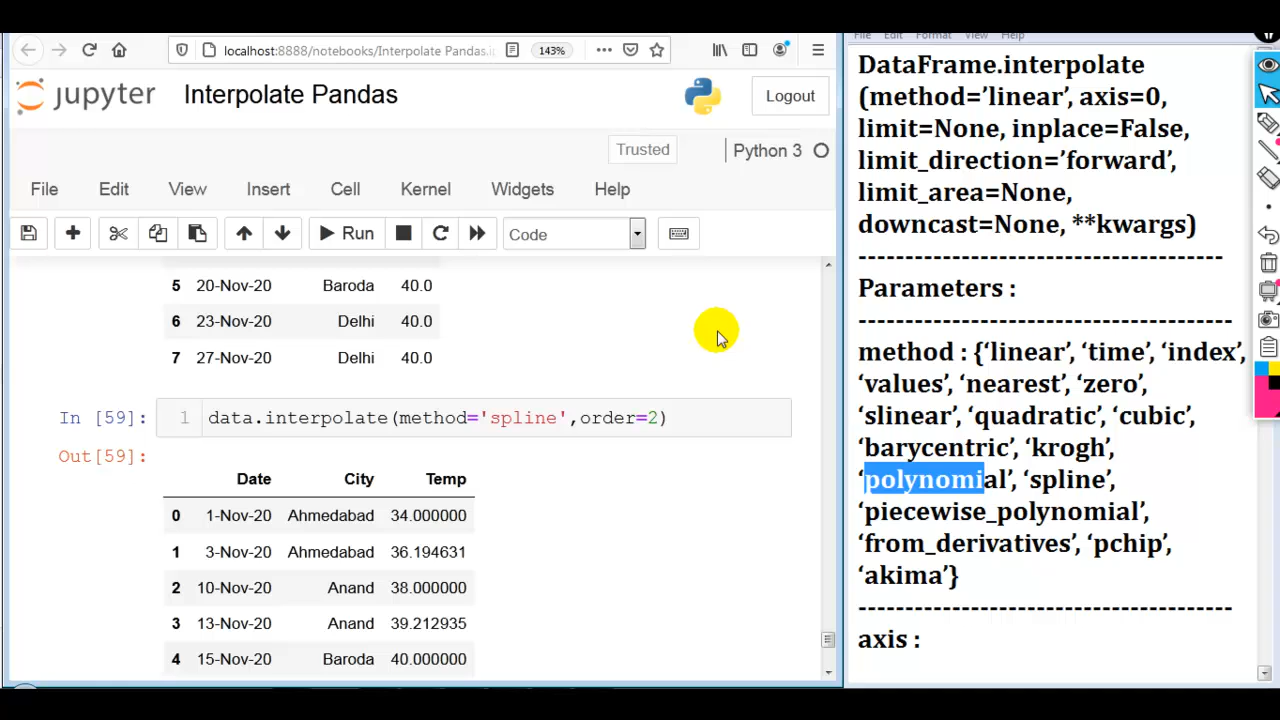 localhost:8888/notebooks/Interpolate Pandas.i
143%
jupyter
Interpolate Pandas
Logout
Trusted
Python 3
File Edit View Insert Cell Kernel Widgets Help
Run
Code
5 20-Nov-20 Baroda 40.0
6 23-Nov-20 Delhi 40.0
7 27-Nov-20 Delhi 40.0
In [59]: 1 data.interpolate(method='spline',order=2)
Out[59]:
Date City Temp
0 1-Nov-20 Ahmedabad 34.000000
1 3-Nov-20 Ahmedabad 36.194631
2 10-Nov-20 Anand 38.000000
3 13-Nov-20 Anand 39.212935
4 15-Nov-20 Baroda 40.000000
File Edit Format View Help
DataFrame.interpolate
(method=’linear’, axis=0,
limit=None, inplace=False,
limit_direction=’forward’,
limit_area=None,
downcast=None, **kwargs)
---------------------------------------
Parameters :
----------------------------------------
method : {‘linear’, ‘time’, ‘index’,
‘values’, ‘nearest’, ‘zero’,
‘slinear’, ‘quadratic’, ‘cubic’,
‘barycentric’, ‘krogh’,
‘polynomial’, ‘spline’,
‘piecewise_polynomial’,
‘from_derivatives’, ‘pchip’,
‘akima’}
----------------------------------------
axis :